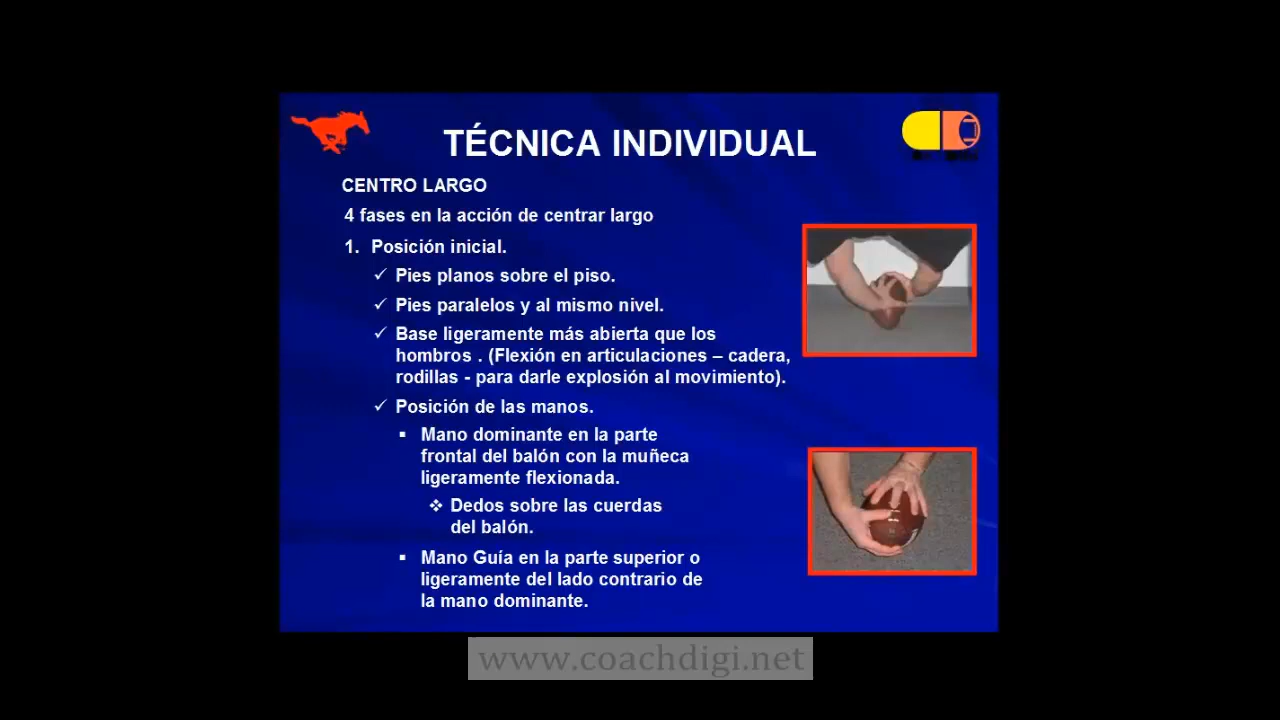 TÉCNICA INDIVIDUAL
CENTRO LARGO
4 fases en la acción de centrar largo
1. Posición inicial.
✓ Pies planos sobre el piso.
✓ Pies paralelos y al mismo nivel.
✓ Base ligeramente más abierta que los
hombros . (Flexión en articulaciones – cadera,
rodillas - para darle explosión al movimiento).
✓ Posición de las manos.
▪ Mano dominante en la parte
frontal del balón con la muñeca
ligeramente flexionada.
❖ Dedos sobre las cuerdas
del balón.
▪ Mano Guía en la parte superior o
ligeramente del lado contrario de
la mano dominante.
www.coachdigi.net